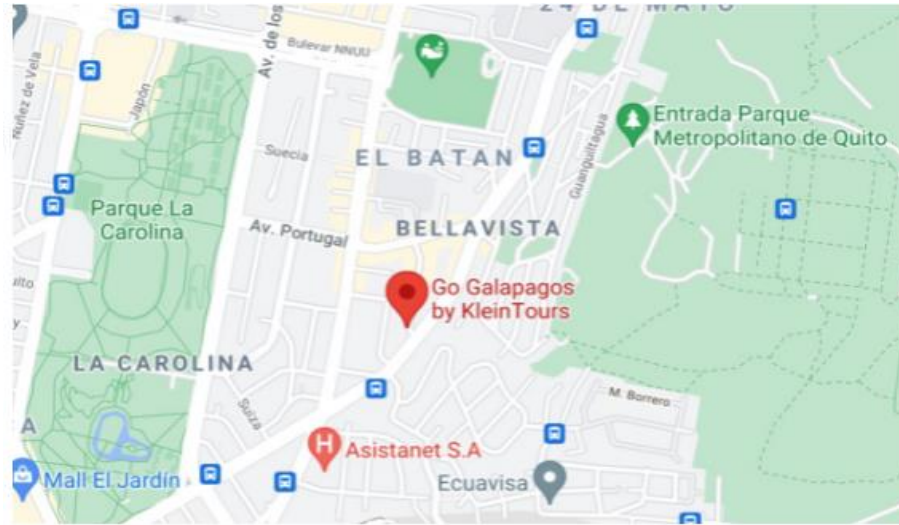 24 DE MAYO
Bulevar NNUU
Av. de los
Nuñez de Vela
Japón
Suecia
EL BATAN
Guanguiltagua
Entrada Parque
Metropolitano de Quito
Parque La
Carolina
Av. Portugal
BELLAVISTA
Go Galapagos
by KleinTours
LA CAROLINA
Suiza
M. Borrero
H
Asistanet S.A
Mall El Jardín
Ecuavisa